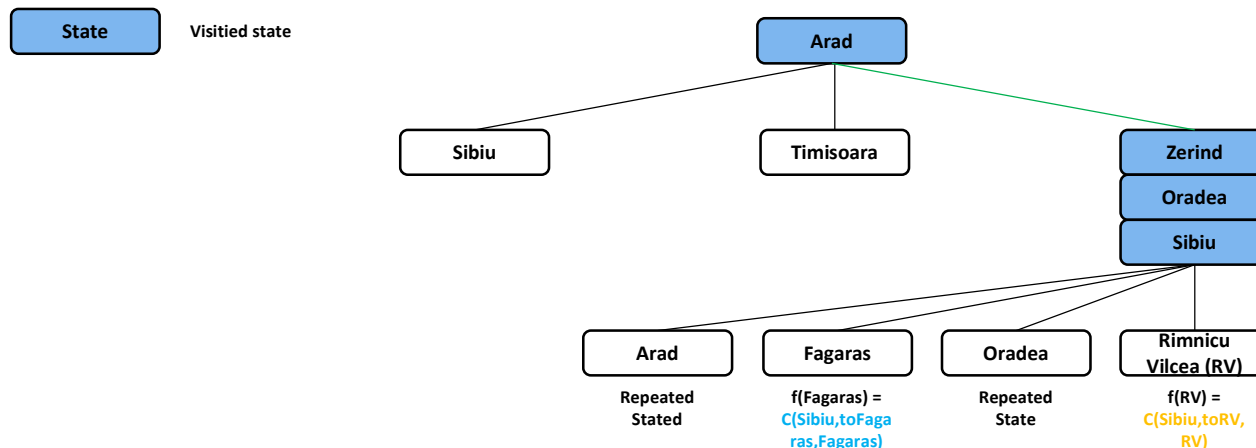 State
Visitied state
Arad
Sibiu
Timisoara
Zerind
Oradea
Sibiu
Arad
Fagaras
Oradea
Rimnicu
Vilcea (RV)
Repeated
Stated
f(Fagaras) =
C(Sibiu,toFaga
ras,Fagaras)
Repeated
State
f(RV) =
C(Sibiu,toRV,
RV)